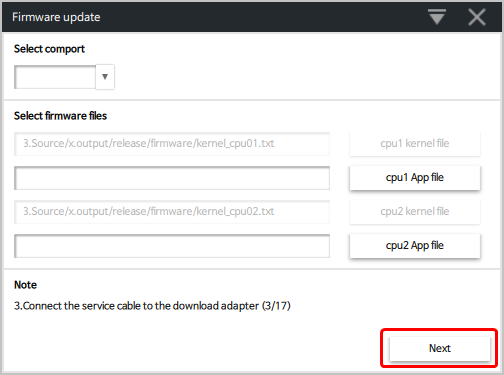 Firmware update
Select comport
Select firmware files
3.Source/x.output/release/firmware/kernel_cpu01.txt
cpu1 kernel file
cpu1 App file
3.Source/x.output/release/firmware/kernel_cpu02.txt
cpu2 kernel file
cpu2 App file
Note
3.Connect the service cable to the download adapter (3/17)
Next